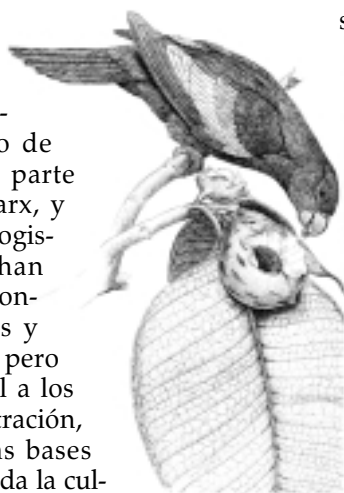 s
-
o de
parte
arx, y
ogis-
han
on-
s y
pero
l a los
tración,
as bases
da la cul-